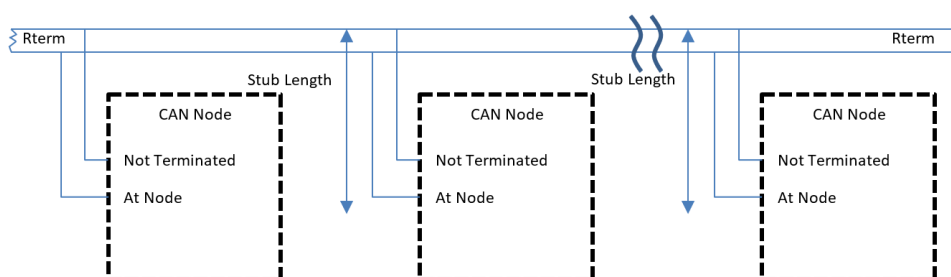 Rterm
Rterm
Stub Length
Stub Length
CAN Node
Not Terminated
At Node
CAN Node
Not Terminated
At Node
CAN Node
Not Terminated
At Node